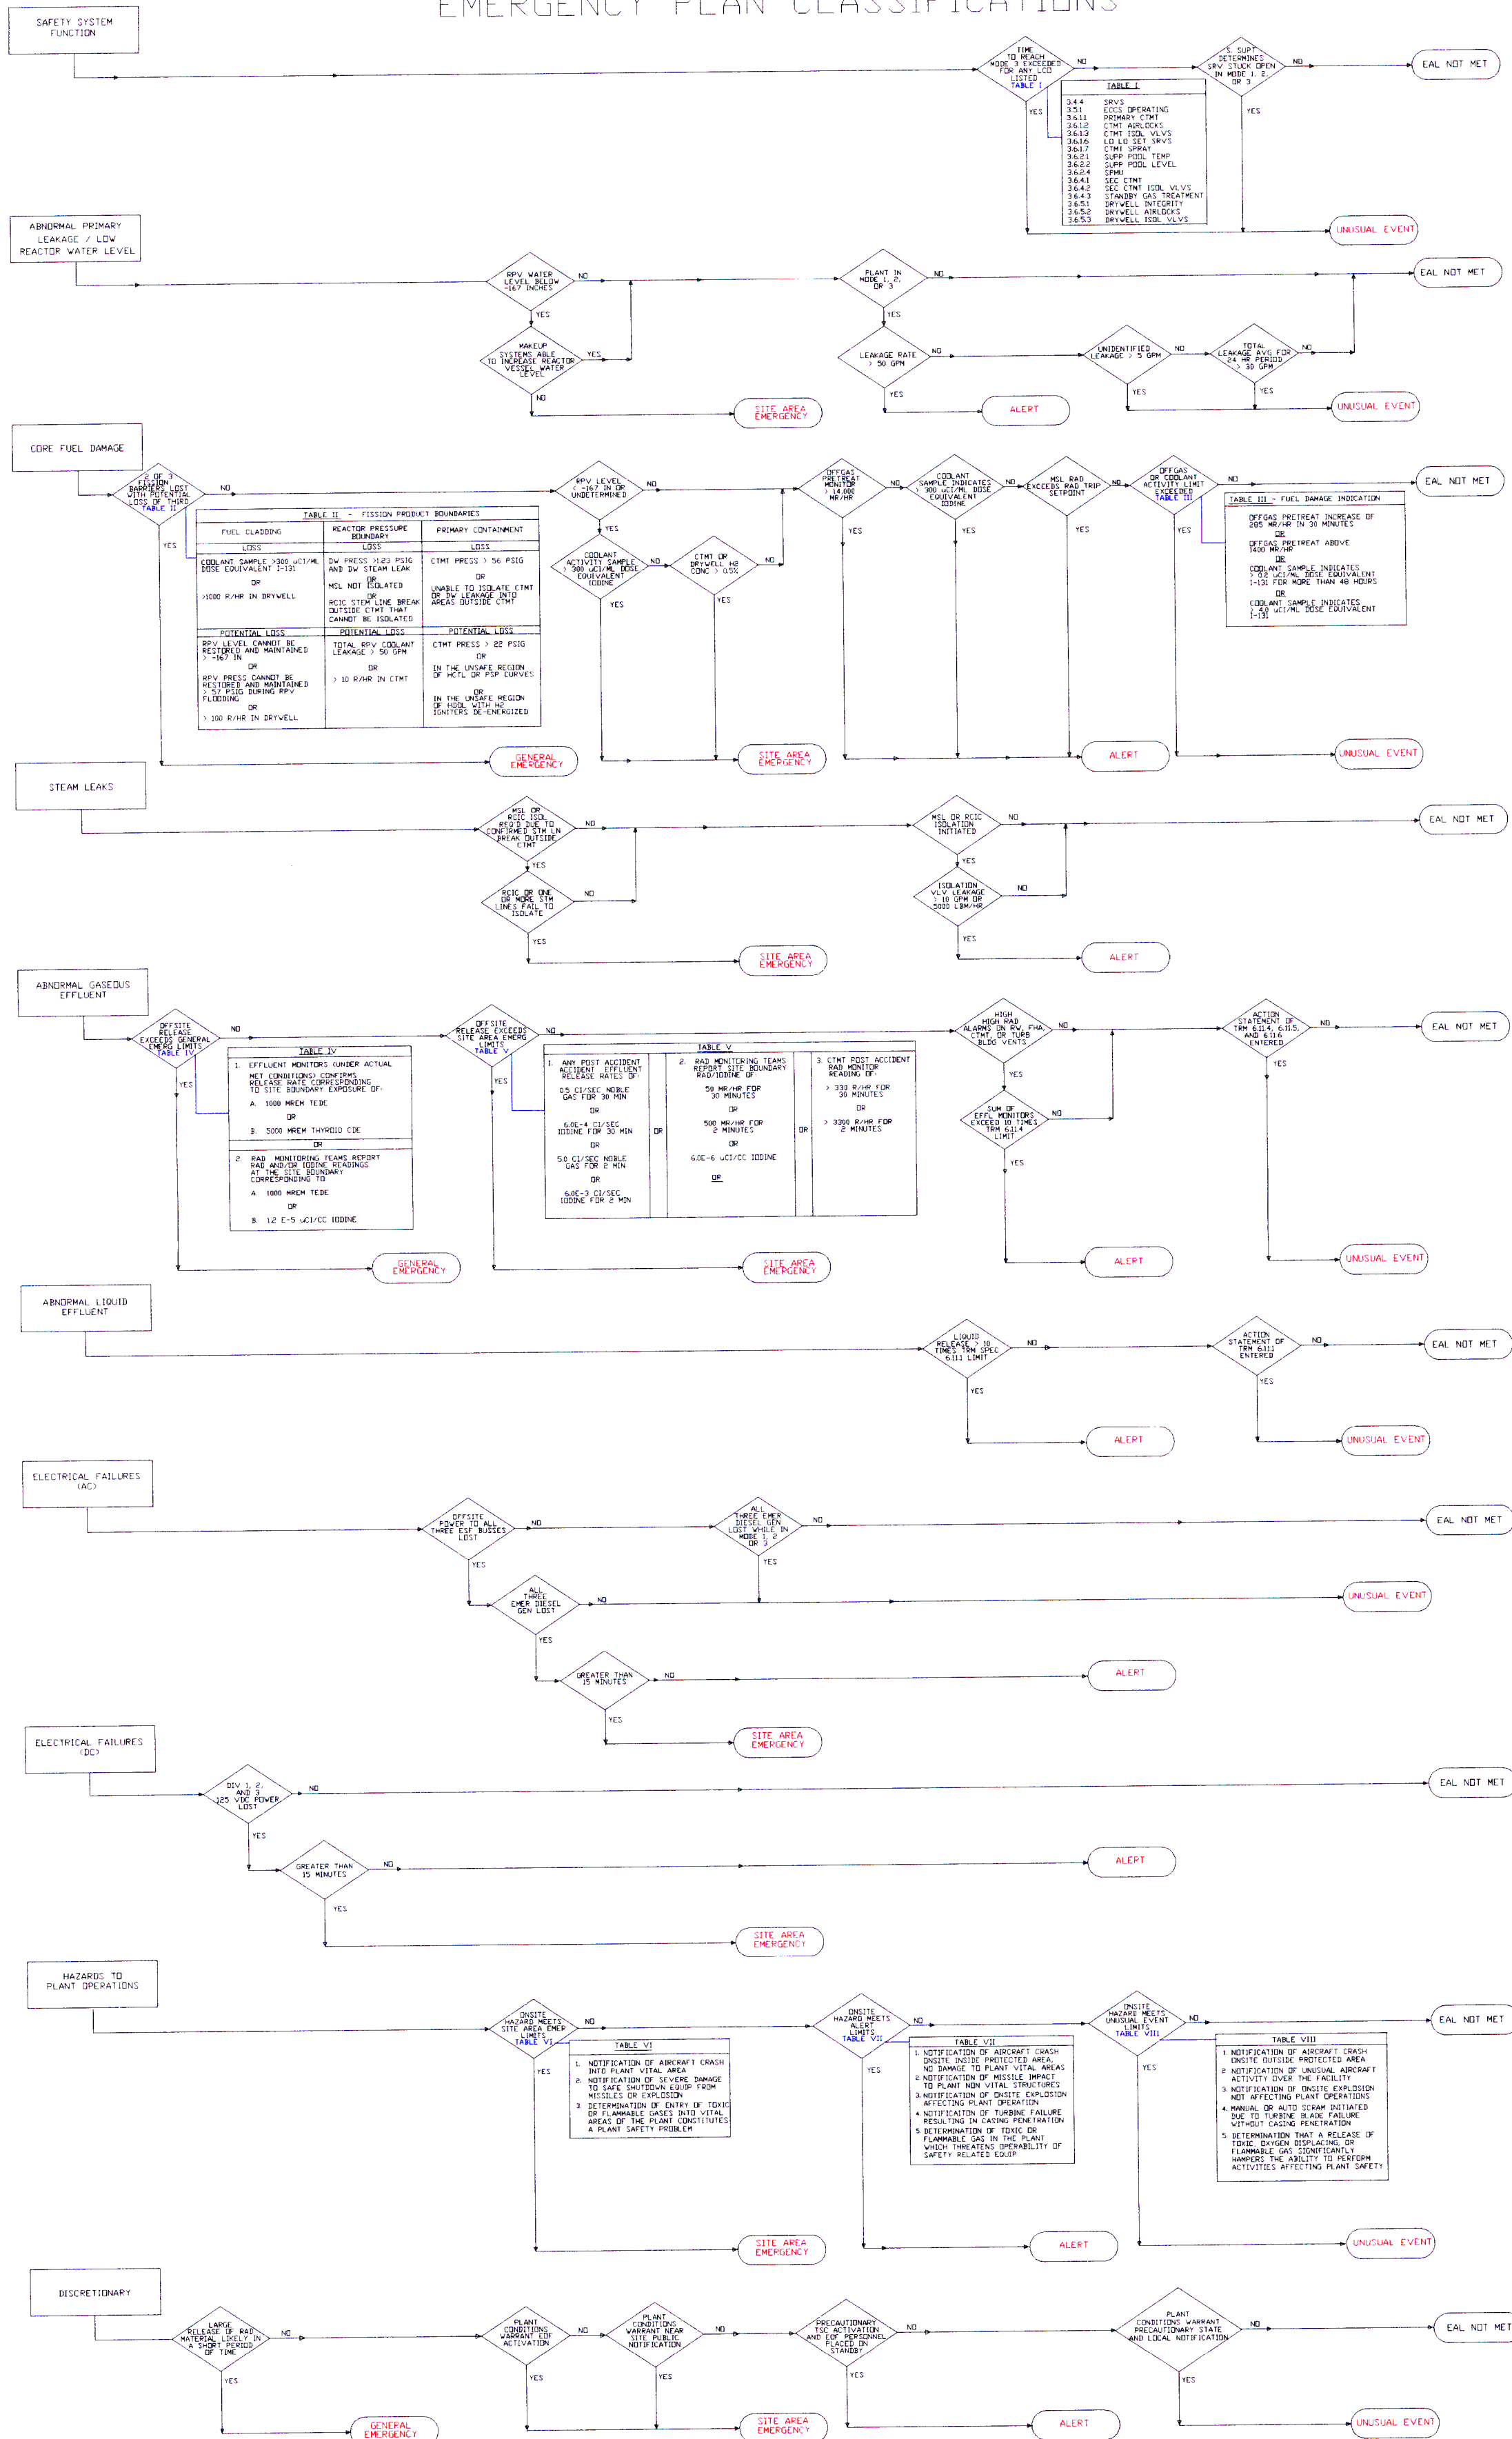 EMERGENCY PLAN CLASSIFICATIONS
SAFETY SYSTEM
FUNCTION
TIME
TO REACH
MODE 3 EXCEEDED
FOR ANY LCO
LISTED
TABLE I
NO
YES
S. SUPT
DETERMINES
SRV STUCK OPEN
IN MODE 1, 2,
OR 3
NO
YES
EAL NOT MET
TABLE I
3.4.4 SRVS
3.5.1 ECCS OPERATING
3.6.1.1 PRIMARY CTMT
3.6.1.2 CTMT AIRLOCKS
3.6.1.3 CTMT ISOL VLVS
3.6.1.6 LO LO SET SRVS
3.6.1.7 CTMT SPRAY
3.6.2.1 SUPP POOL TEMP
3.6.2.2 SUPP POOL LEVEL
3.6.2.4 SPMU
3.6.4.1 SEC CTMT
3.6.4.2 SEC CTMT ISOL VLVS
3.6.4.3 STANDBY GAS TREATMENT
3.6.5.1 DRYWELL INTEGRITY
3.6.5.2 DRYWELL AIRLOCKS
3.6.5.3 DRYWELL ISOL VLVS
UNUSUAL EVENT
ABNORMAL PRIMARY
LEAKAGE / LOW
REACTOR WATER LEVEL
RPV WATER
LEVEL BELOW
-167 INCHES
NO
YES
MAKEUP
SYSTEMS ABLE
TO INCREASE REACTOR
VESSEL WATER
LEVEL
YES
NO
SITE AREA
EMERGENCY
PLANT IN
MODE 1, 2,
OR 3
NO
YES
LEAKAGE RATE
> 50 GPM
NO
YES
ALERT
UNIDENTIFIED
LEAKAGE > 5 GPM
NO
YES
TOTAL
LEAKAGE AVG FOR
24 HR PERIOD
> 30 GPM
NO
YES
UNUSUAL EVENT
EAL NOT MET
CORE FUEL DAMAGE
2 OF 3
FISSION
BARRIERS LOST
WITH POTENTIAL
LOSS OF THIRD
TABLE II
NO
YES
TABLE II - FISSION PRODUCT BOUNDARIES
FUEL CLADDING
REACTOR PRESSURE
BOUNDARY
PRIMARY CONTAINMENT
LOSS
LOSS
LOSS
COOLANT SAMPLE >300 uCI/ML
DOSE EQUIVALENT I-131
OR
>1000 R/HR IN DRYWELL
DW PRESS >1.23 PSIG
AND DW STEAM LEAK
OR
MSL NOT ISOLATED
OR
RCIC STEM LINE BREAK
OUTSIDE CTMT THAT
CANNOT BE ISOLATED
CTMT PRESS > 56 PSIG
OR
UNABLE TO ISOLATE CTMT
OR DW LEAKAGE INTO
AREAS OUTSIDE CTMT
POTENTIAL LOSS
POTENTIAL LOSS
POTENTIAL LOSS
RPV LEVEL CANNOT BE
RESTORED AND MAINTAINED
> -167 IN
OR
RPV PRESS CANNOT BE
RESTORED AND MAINTAINED
> 57 PSIG DURING RPV
FLOODING
OR
> 100 R/HR IN DRYWELL
TOTAL RPV COOLANT
LEAKAGE > 50 GPM
OR
> 10 R/HR IN CTMT
CTMT PRESS > 22 PSIG
OR
IN THE UNSAFE REGION
OF HCTL OR PSP CURVES
OR
IN THE UNSAFE REGION
OF HDOL WITH H2
IGNITERS DE-ENERGIZED
GENERAL
EMERGENCY
RPV LEVEL
< -167 IN OR
UNDETERMINED
NO
YES
COOLANT
ACTIVITY SAMPLE
> 300 uCI/ML DOSE
EQUIVALENT
IODINE
NO
YES
CTMT OR
DRYWELL H2
CONC > 0.5%
NO
YES
SITE AREA
EMERGENCY
OFFGAS
PRETREAT
MONITOR
> 14,000
MR/HR
NO
YES
COOLANT
SAMPLE INDICATES
> 300 uCI/ML DOSE
EQUIVALENT
IODINE
NO
YES
MSL RAD
EXCEEDS RAD TRIP
SETPOINT
NO
YES
ALERT
OFFGAS
OR COOLANT
ACTIVITY LIMIT
EXCEEDED
TABLE III
NO
YES
TABLE III - FUEL DAMAGE INDICATION
OFFGAS PRETREAT INCREASE OF
285 MR/HR IN 30 MINUTES
OR
OFFGAS PRETREAT ABOVE
1400 MR/HR
OR
COOLANT SAMPLE INDICATES
> 0.2 uCI/ML DOSE EQUIVALENT
I-131 FOR MORE THAN 48 HOURS
OR
COOLANT SAMPLE INDICATES
> 4.0 uCI/ML DOSE EQUIVALENT
I-131
UNUSUAL EVENT
EAL NOT MET
STEAM LEAKS
MSL OR
RCIC ISOL
REQ'D DUE TO
CONFIRMED STM LN
BREAK OUTSIDE
CTMT
NO
YES
RCIC OR ONE
OR MORE STM
LINES FAIL TO
ISOLATE
NO
YES
SITE AREA
EMERGENCY
MSL OR RCIC
ISOLATION
INITIATED
NO
YES
ISOLATION
VLV LEAKAGE
> 10 GPM OR
5000 LBM/HR
NO
YES
ALERT
EAL NOT MET
ABNORMAL GASEOUS
EFFLUENT
OFFSITE
RELEASE
EXCEEDS GENERAL
EMERG LIMITS
TABLE IV
NO
YES
TABLE IV
1. EFFLUENT MONITORS (UNDER ACTUAL
MET CONDITIONS) CONFIRMS
RELEASE RATE CORRESPONDING
TO SITE BOUNDARY EXPOSURE OF:
A. 1000 MREM TEDE
OR
B. 5000 MREM THYROID CDE
OR
2. RAD MONITORING TEAMS REPORT
RAD AND/OR IODINE READINGS
AT THE SITE BOUNDARY
CORRESPONDING TO
A. 1000 MREM TEDE
OR
B. 1.2 E-5 uCI/CC IODINE
GENERAL
EMERGENCY
OFFSITE
RELEASE EXCEEDS
SITE AREA EMERG
LIMITS
TABLE V
NO
YES
TABLE V
1. ANY POST ACCIDENT
ACCIDENT EFFLUENT
RELEASE RATES OF:
0.5 CI/SEC NOBLE
GAS FOR 30 MIN
OR
6.0E-4 CI/SEC
IODINE FOR 30 MIN
OR
5.0 CI/SEC NOBLE
GAS FOR 2 MIN
OR
6.0E-3 CI/SEC
IODINE FOR 2 MIN
OR
2. RAD MONITORING TEAMS
REPORT SITE BOUNDARY
RAD/IODINE OF:
50 MR/HR FOR
30 MINUTES
OR
500 MR/HR FOR
2 MINUTES
OR
6.0E-6 uCI/CC IODINE
OR
OR
3. CTMT POST ACCIDENT
RAD MONITOR
READING OF:
> 330 R/HR FOR
30 MINUTES
OR
> 3300 R/HR FOR
2 MINUTES
SITE AREA
EMERGENCY
HIGH
HIGH RAD
ALARMS ON RW, FHA,
CTMT, OR TURB
BLDG VENTS
NO
YES
SUM OF
EFFL MONITORS
EXCEED 10 TIMES
TRM 6.11.4
LIMIT
NO
YES
ALERT
ACTION
STATEMENT OF
TRM 6.11.4, 6.11.5,
AND 6.11.6
ENTERED
NO
YES
UNUSUAL EVENT
EAL NOT MET
ABNORMAL LIQUID
EFFLUENT
LIQUID
RELEASE > 10
TIMES TRM SPEC
6.11.1 LIMIT
NO
YES
ALERT
ACTION
STATEMENT OF
TRM 6.11.1
ENTERED
NO
YES
UNUSUAL EVENT
EAL NOT MET
ELECTRICAL FAILURES
(AC)
OFFSITE
POWER TO ALL
THREE ESF BUSSES
LOST
NO
YES
ALL
THREE EMER
DIESEL GEN
LOST WHILE IN
MODE 1, 2
OR 3
NO
YES
EAL NOT MET
ALL
THREE
EMER DIESEL
GEN LOST
NO
YES
UNUSUAL EVENT
GREATER THAN
15 MINUTES
NO
YES
ALERT
SITE AREA
EMERGENCY
ELECTRICAL FAILURES
(DC)
DIV 1, 2,
AND 3
125 VDC POWER
LOST
NO
YES
EAL NOT MET
GREATER THAN
15 MINUTES
NO
YES
ALERT
SITE AREA
EMERGENCY
HAZARDS TO
PLANT OPERATIONS
ONSITE
HAZARD MEETS
SITE AREA EMER
LIMITS
TABLE VI
NO
YES
TABLE VI
1. NOTIFICATION OF AIRCRAFT CRASH
INTO PLANT VITAL AREA
2. NOTIFICATION OF SEVERE DAMAGE
TO SAFE SHUTDOWN EQUIP FROM
MISSILES OR EXPLOSION
3 DETERMINATION OF ENTRY OF TOXIC
OR FLAMMABLE GASES INTO VITAL
AREAS OF THE PLANT CONSTITUTES
A PLANT SAFETY PROBLEM
SITE AREA
EMERGENCY
ONSITE
HAZARD MEETS
ALERT
LIMITS
TABLE VII
NO
YES
TABLE VII
1. NOTIFICATION OF AIRCRAFT CRASH
ONSITE INSIDE PROTECTED AREA,
NO DAMAGE TO PLANT VITAL AREAS
2. NOTIFICATION OF MISSILE IMPACT
TO PLANT NON VITAL STRUCTURES
3. NOTIFICATION OF ONSITE EXPLOSION
AFFECTING PLANT OPERATION
4. NOTIFICAITON OF TURBINE FAILURE
RESULTING IN CASING PENETRATION
5. DETERMINATION OF TOXIC OR
FLAMMABLE GAS IN THE PLANT
WHICH THREATENS OPERABILITY OF
SAFETY RELATED EQUIP
ALERT
ONSITE
HAZARD MEETS
UNUSUAL EVENT
LIMITS
TABLE VIII
NO
YES
TABLE VIII
1 NOTIFICATION OF AIRCRAFT CRASH
ONSITE OUTSIDE PROTECTED AREA
2 NOTIFICATION OF UNUSUAL AIRCRAFT
ACTIVITY OVER THE FACILITY
3. NOTIFICATION OF ONSITE EXPLOSION
NOT AFFECTING PLANT OPERATIONS
4. MANUAL OR AUTO SCRAM INITIATED
DUE TO TURBINE BLADE FAILURE
WITHOUT CASING PENETRATION
5. DETERMINATION THAT A RELEASE OF
TOXIC, OXYGEN DISPLACING, OR
FLAMMABLE GAS SIGNIFICANTLY
HAMPERS THE ABILITY TO PERFORM
ACTIVITIES AFFECTING PLANT SAFETY
UNUSUAL EVENT
EAL NOT MET
DISCRETIONARY
LARGE
RELEASE OF RAD
MATERIAL LIKELY IN
A SHORT PERIOD
OF TIME
NO
YES
GENERAL
EMERGENCY
PLANT
CONDITIONS
WARRANT EOF
ACTIVATION
NO
YES
PLANT
CONDITIONS
WARRANT NEAR
SITE PUBLIC
NOTIFICATION
NO
YES
SITE AREA
EMERGENCY
PRECAUTIONARY
TSC ACTIVATION
AND EOF PERSONNEL
PLACED ON
STANDBY
NO
YES
ALERT
PLANT
CONDITIONS WARRANT
PRECAUTIONARY STATE
AND LOCAL NOTIFICATION
NO
YES
UNUSUAL EVENT
EAL NOT MET